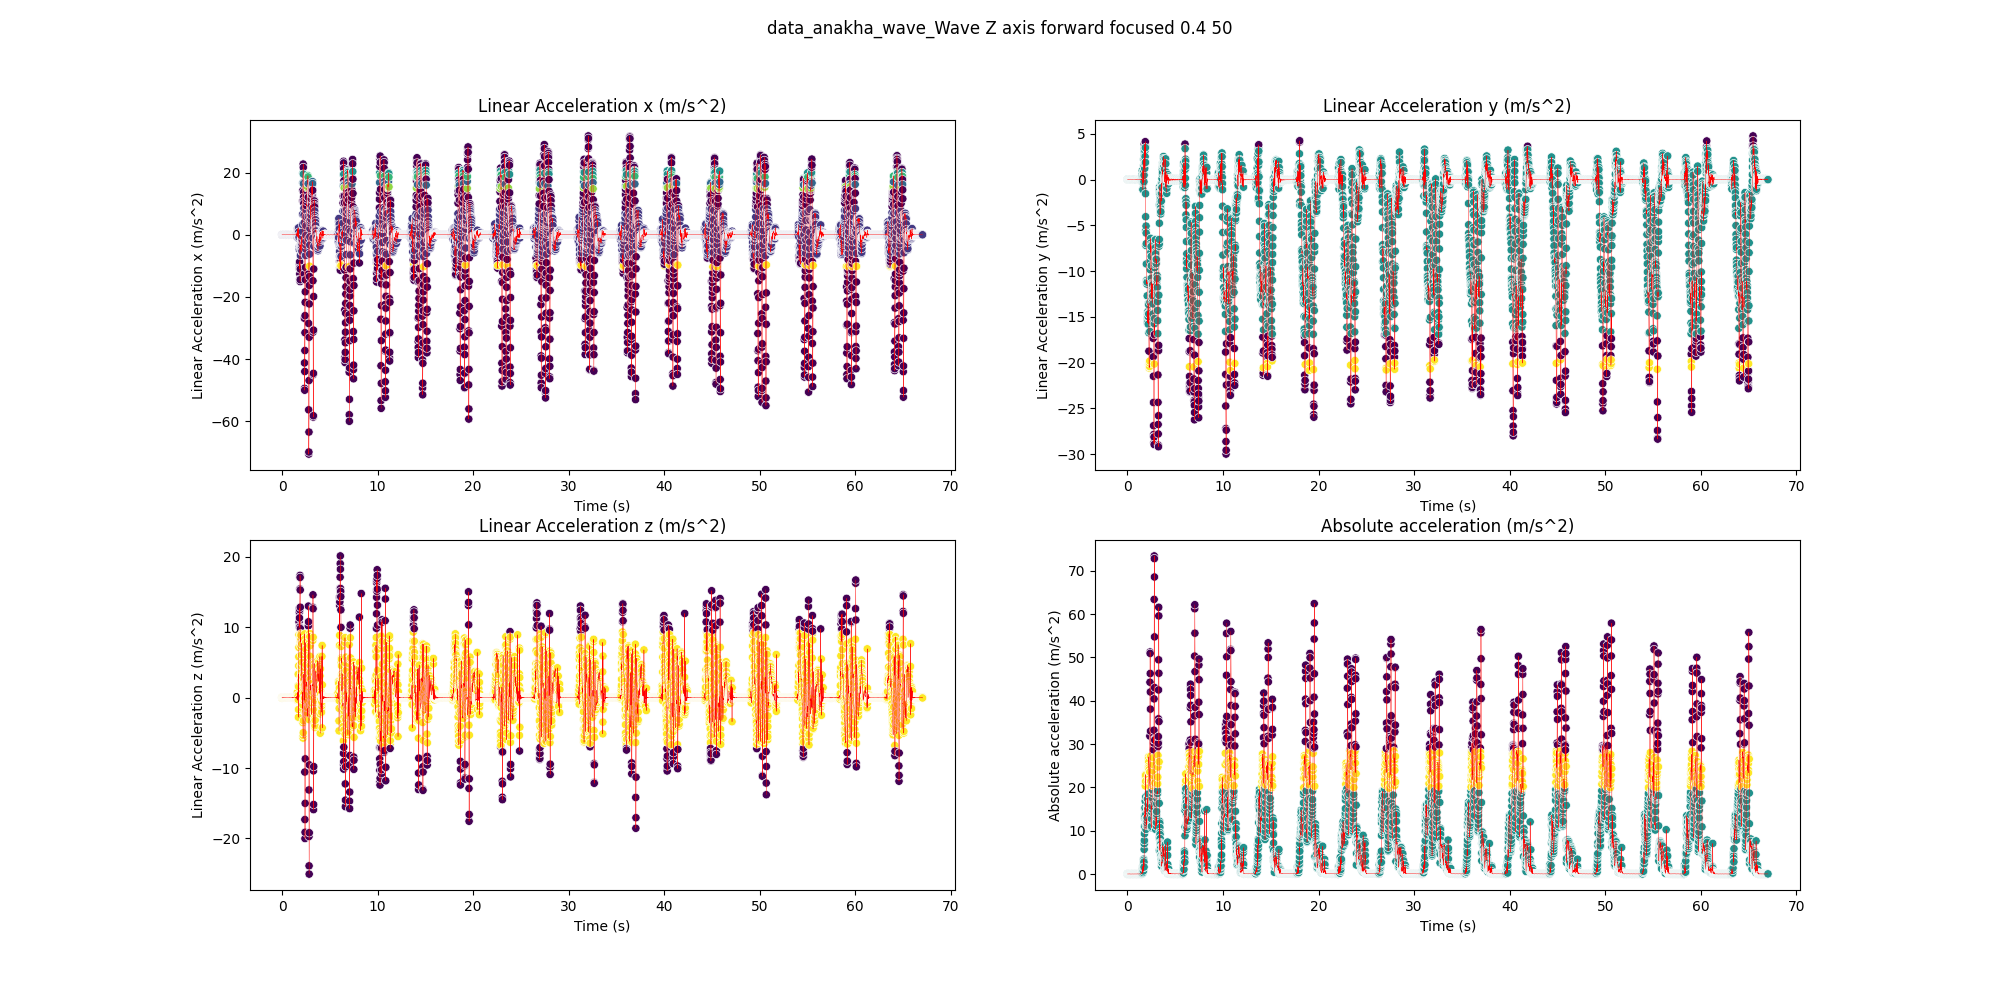 data_anakha_wave_Wave Z axis forward focused 0.4 50
Linear Acceleration x (m/s^2)
Linear Acceleration x (m/s^2)
20
0
−20
−40
−60
0 10 20 30 40 50 60 70
Time (s)
Linear Acceleration y (m/s^2)
Linear Acceleration y (m/s^2)
5
0
−5
−10
−15
−20
−25
−30
0 10 20 30 40 50 60 70
Time (s)
Linear Acceleration z (m/s^2)
Linear Acceleration z (m/s^2)
20
10
0
−10
−20
0 10 20 30 40 50 60 70
Time (s)
Absolute acceleration (m/s^2)
Absolute acceleration (m/s^2)
70
60
50
40
30
20
10
0
0 10 20 30 40 50 60 70
Time (s)